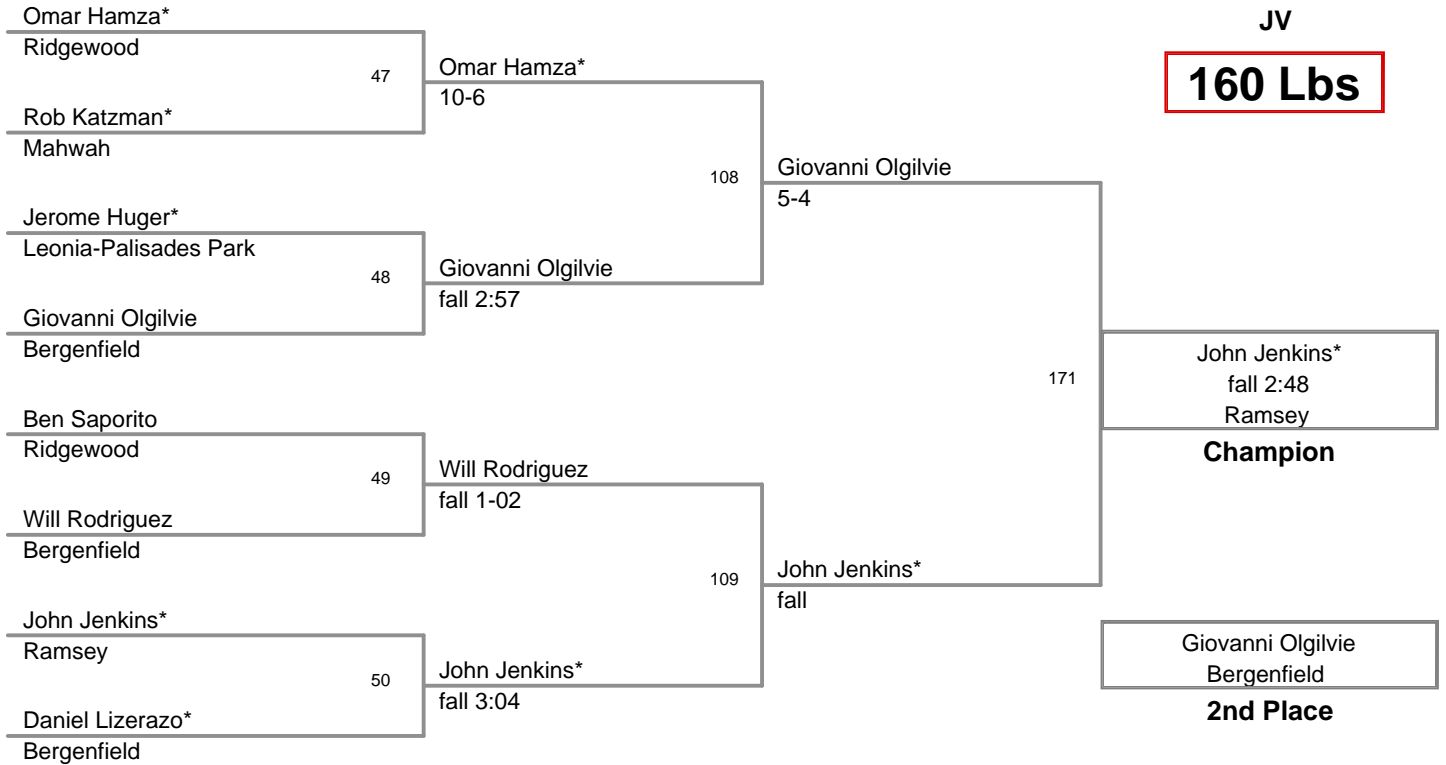 Omar Hamza*
Ridgewood
47
Rob Katzman*
Mahwah
Omar Hamza*
10-6
Jerome Huger*
Leonia-Palisades Park
48
Giovanni Olgilvie
Bergenfield
Giovanni Olgilvie
fall 2:57
108
Giovanni Olgilvie
5-4
Ben Saporito
Ridgewood
49
Will Rodriguez
Bergenfield
Will Rodriguez
fall 1-02
John Jenkins*
Ramsey
50
Daniel Lizerazo*
Bergenfield
John Jenkins*
fall 3:04
109
John Jenkins*
fall
171
JV
160 Lbs
John Jenkins*
fall 2:48
Ramsey
Champion
Giovanni Olgilvie
Bergenfield
2nd Place